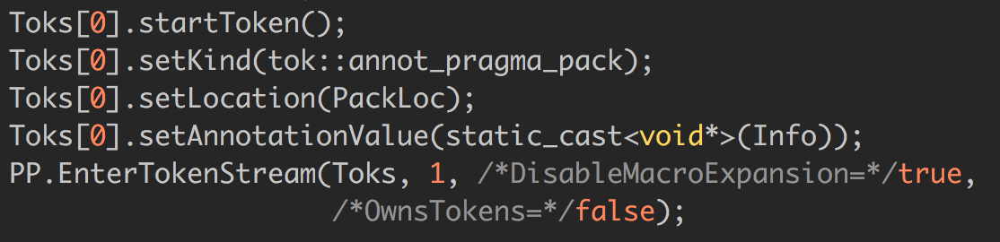 Toks[0].startToken();
Toks[0].setKind(tok::annot_pragma_pack);
Toks[0].setLocation(PackLoc);
Toks[0].setAnnotationValue(static_cast<void*>(Info));
PP.EnterTokenStream(Toks, 1, /*DisableMacroExpansion=*/true,
/*OwnsTokens=*/false);